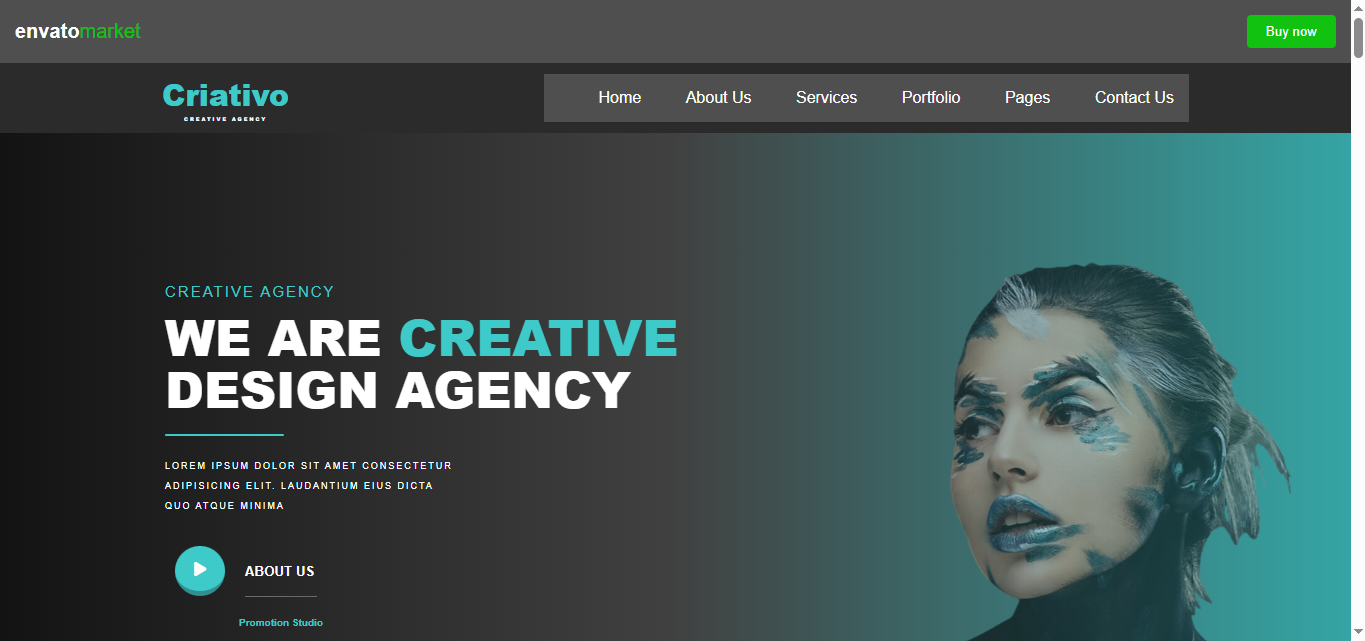 envatomarket
Buy now
Criativo
CREATIVE AGENCY
Home About Us Services Portfolio Pages Contact Us
CREATIVE AGENCY
WE ARE CREATIVE
DESIGN AGENCY
LOREM IPSUM DOLOR SIT AMET CONSECTETUR
ADIPISICING ELIT. LAUDANTIUM EIUS DICTA
QUO ATQUE MINIMA
ABOUT US
Promotion Studio